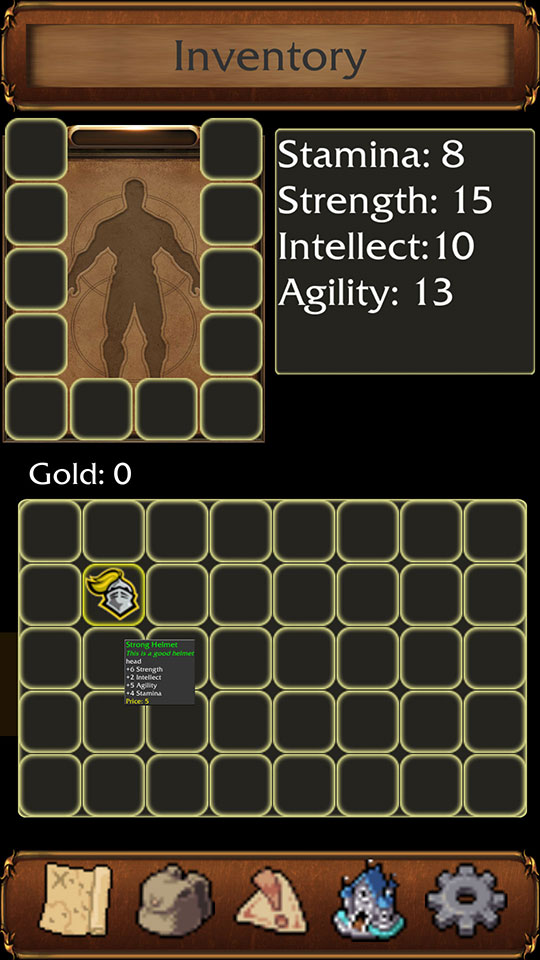 Inventory
Stamina: 8
Strength: 15
Intellect:10
Agility: 13
Gold: 0
Strong Helmet
This is a good helmet
head
+6 Strength
+2 Intellect
+5 Agility
+4 Stamina
Price: 5